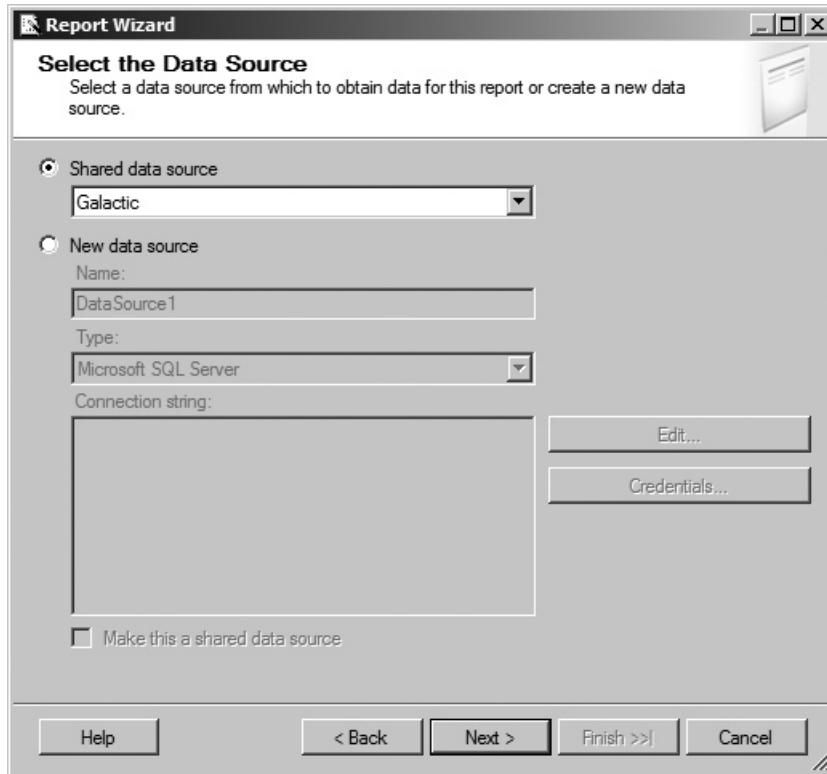 Report Wizard
Select the Data Source
Select a data source from which to obtain data for this report or create a new data
source.
Shared data source
Galactic
New data source
Name:
DataSource1
Type:
Microsoft SQL Server
Connection string:
Edit...
Credentials...
Make this a shared data source
Help
< Back
Next >
Finish >>|
Cancel